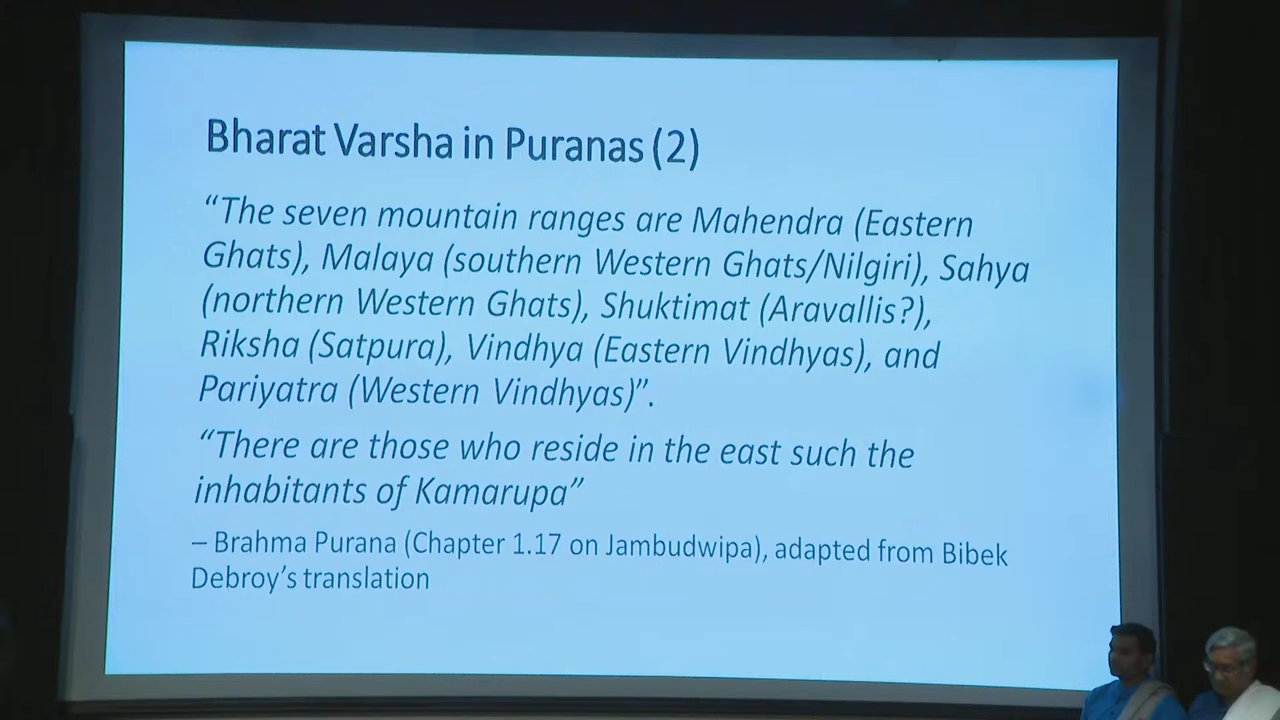 Bharat Varsha in Puranas (2)
“The seven mountain ranges are Mahendra (Eastern
Ghats), Malaya (southern Western Ghats/Nilgiri), Sahya
(northern Western Ghats), Shuktimat (Aravallis?),
Riksha (Satpura), Vindhya (Eastern Vindhyas), and
Pariyatra (Western Vindhyas)”.
“There are those who reside in the east such the
inhabitants of Kamarupa”
– Brahma Purana (Chapter 1.17 on Jambudwipa), adapted from Bibek
Debroy’s translation